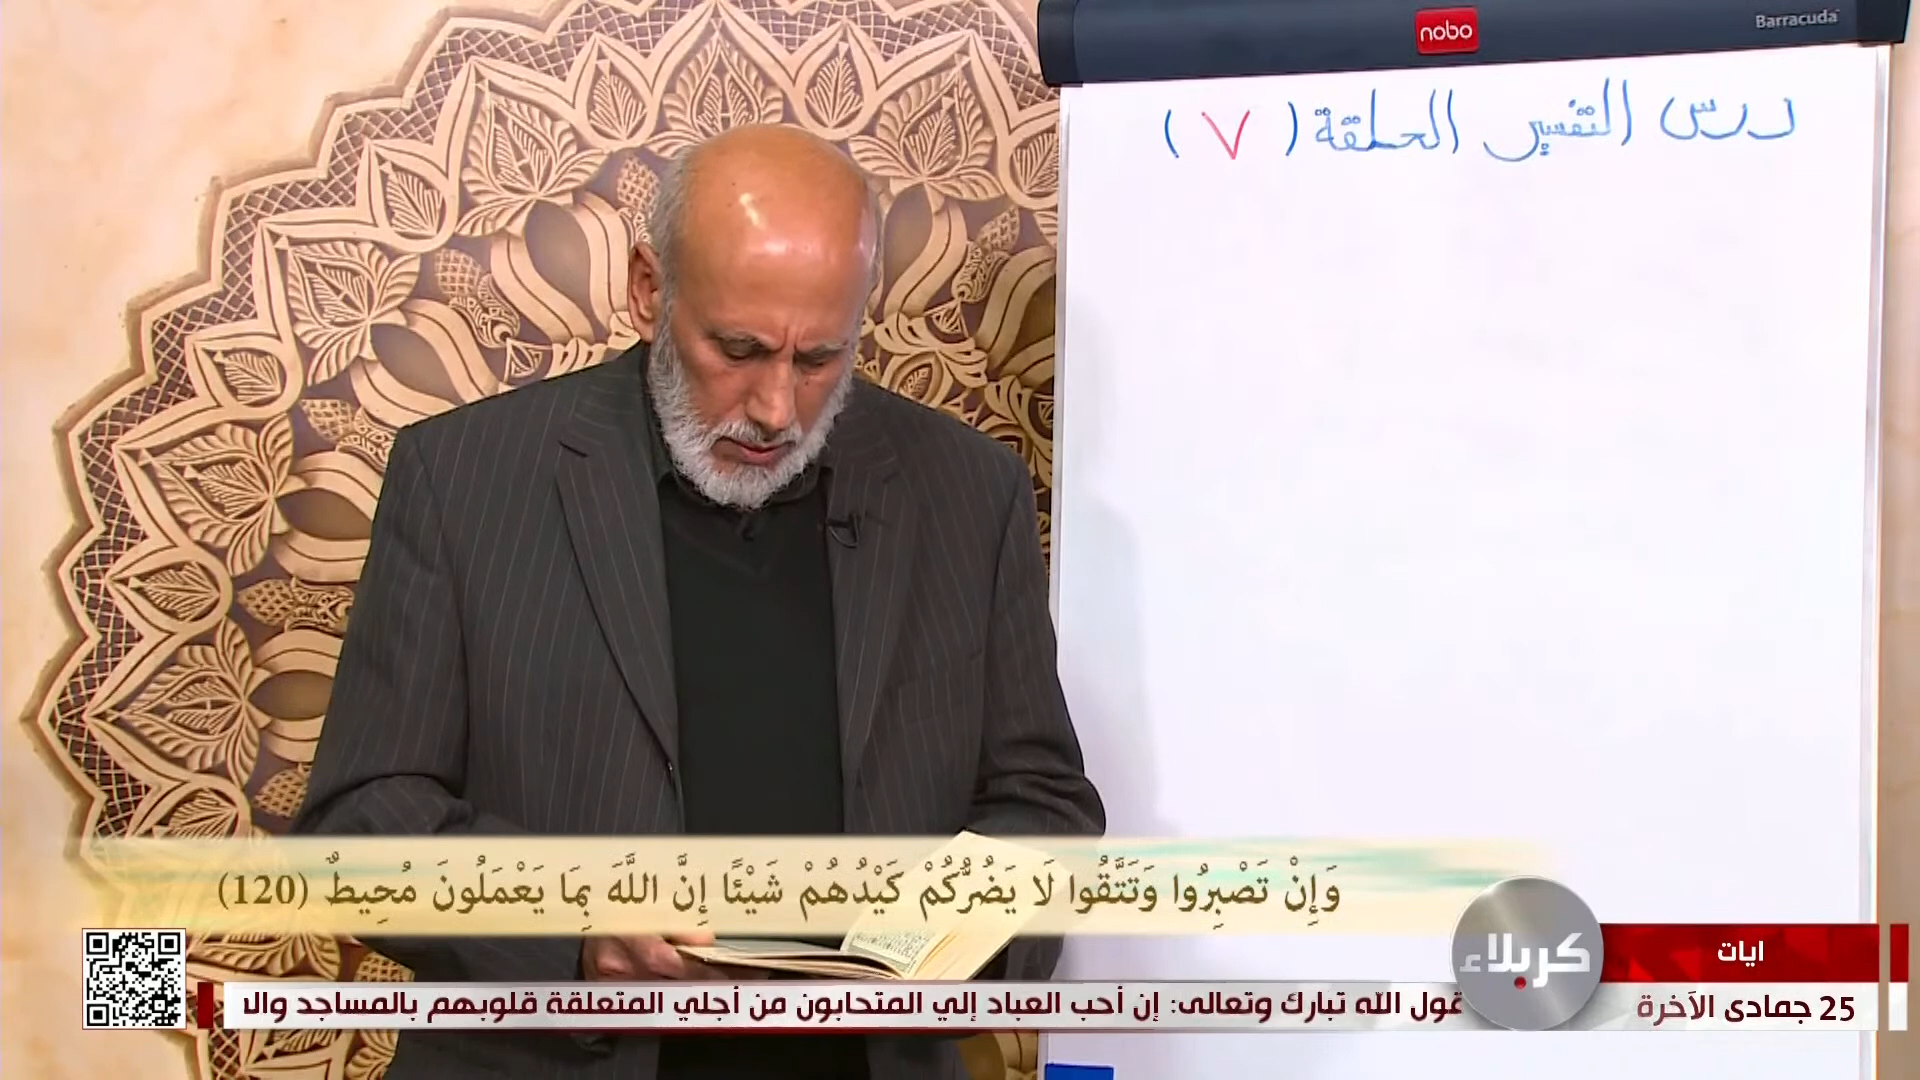 nobo
Barracuda
درس التفسير الحلقة ( ٧ )
وَإِنْ تَصْبِرُوا وَتَتَّقُوا لَا يَضُرُّكُمْ كَيْدُهُمْ شَيْئًا إِنَّ اللَّهَ بِمَا يَعْمَلُونَ مُحِيطٌ (120)
كربلاء
ايات
25 جمادى الآخرة
قول الله تبارك وتعالى: إن أحب العباد إلي المتحابون من أجلي المتعلقة قلوبهم بالمساجد وال